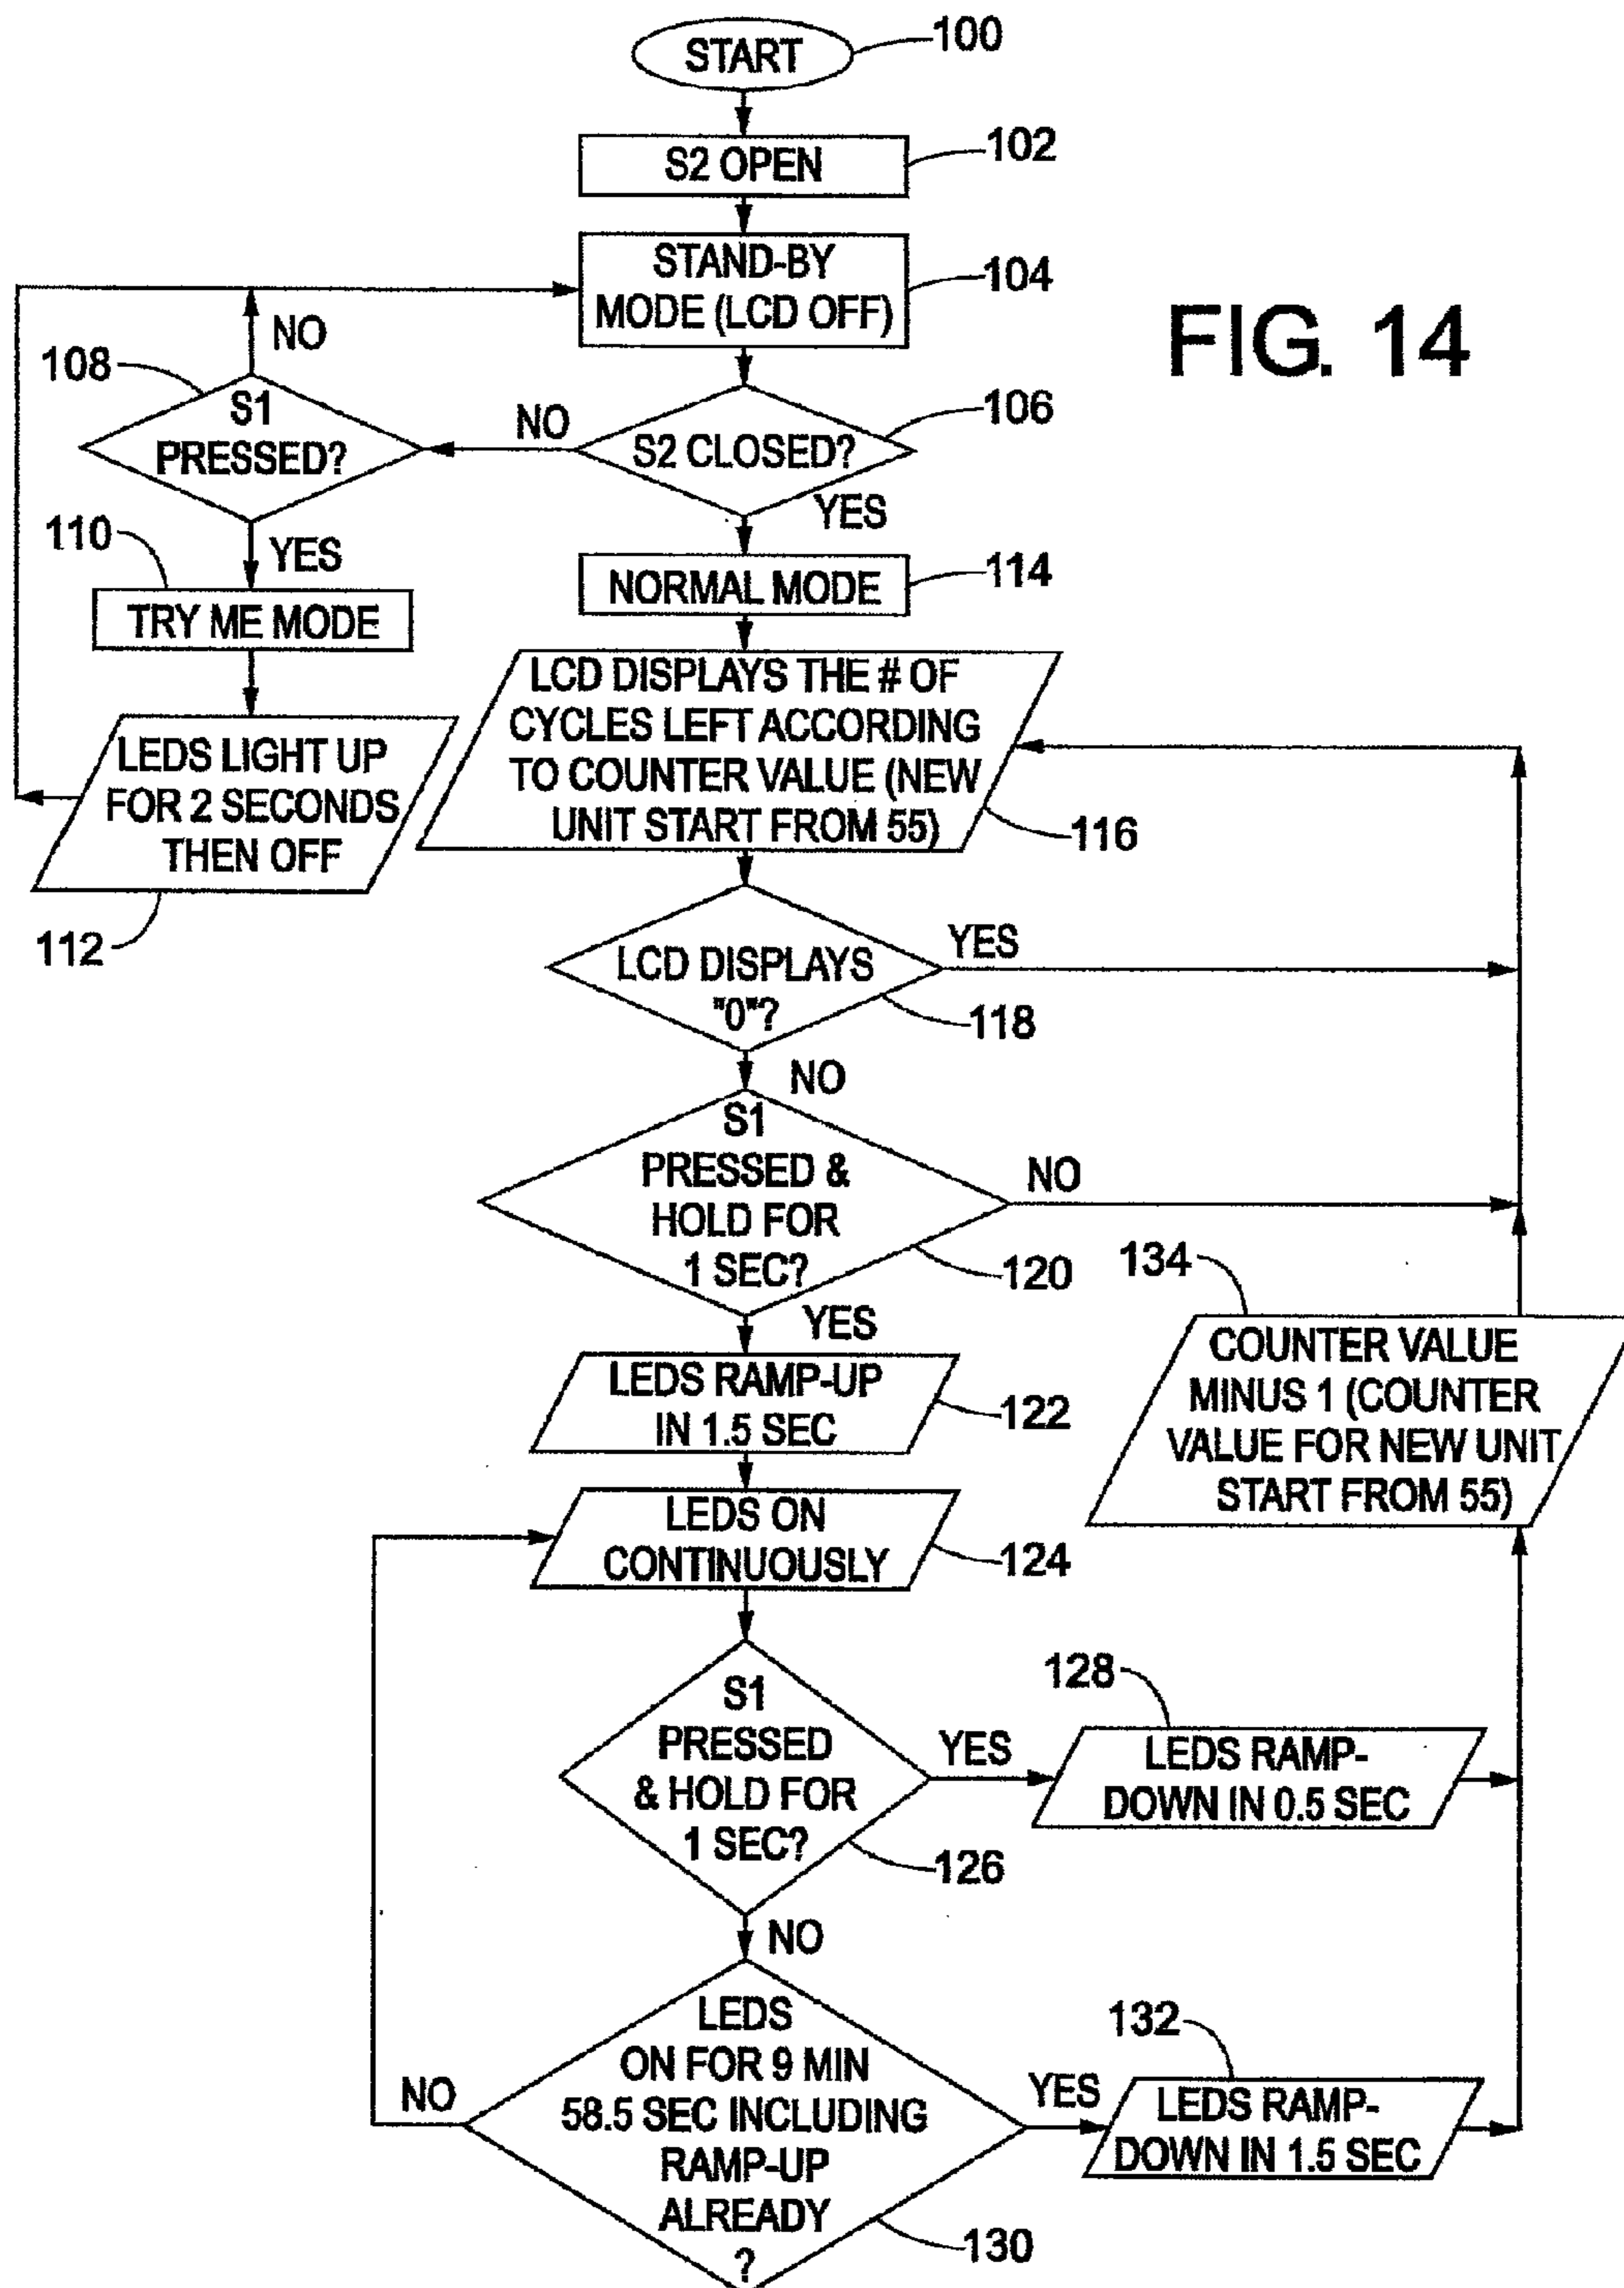 START
100
S2 OPEN
102
STAND-BY
MODE (LCD OFF)
104
FIG. 14
NO
108
S1
PRESSED?
NO
S2 CLOSED?
106
YES
110
YES
TRY ME MODE
NORMAL MODE
114
LEDS LIGHT UP
FOR 2 SECONDS
THEN OFF
112
LCD DISPLAYS THE # OF
CYCLES LEFT ACCORDING
TO COUNTER VALUE (NEW
UNIT START FROM 55)
116
LCD DISPLAYS
"0"?
YES
118
NO
S1
PRESSED &
HOLD FOR
1 SEC?
NO
120
YES
134
COUNTER VALUE
MINUS 1 (COUNTER
VALUE FOR NEW UNIT
START FROM 55)
LEDS RAMP-UP
IN 1.5 SEC
122
LEDS ON
CONTINUOUSLY
124
S1
PRESSED
& HOLD FOR
1 SEC?
126
YES
128
LEDS RAMP-
DOWN IN 0.5 SEC
NO
LEDS
ON FOR 9 MIN
58.5 SEC INCLUDING
RAMP-UP
ALREADY
?
130
NO
YES
132
LEDS RAMP-
DOWN IN 1.5 SEC